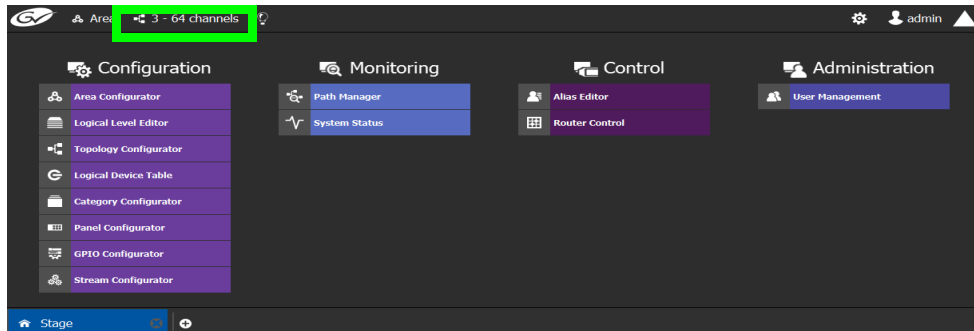 Area 3 - 64 channels admin
Configuration
Area Configurator
Logical Level Editor
Topology Configurator
Logical Device Table
Category Configurator
Panel Configurator
GPIO Configurator
Stream Configurator
Monitoring
Path Manager
System Status
Control
Alias Editor
Router Control
Administration
User Management
Stage